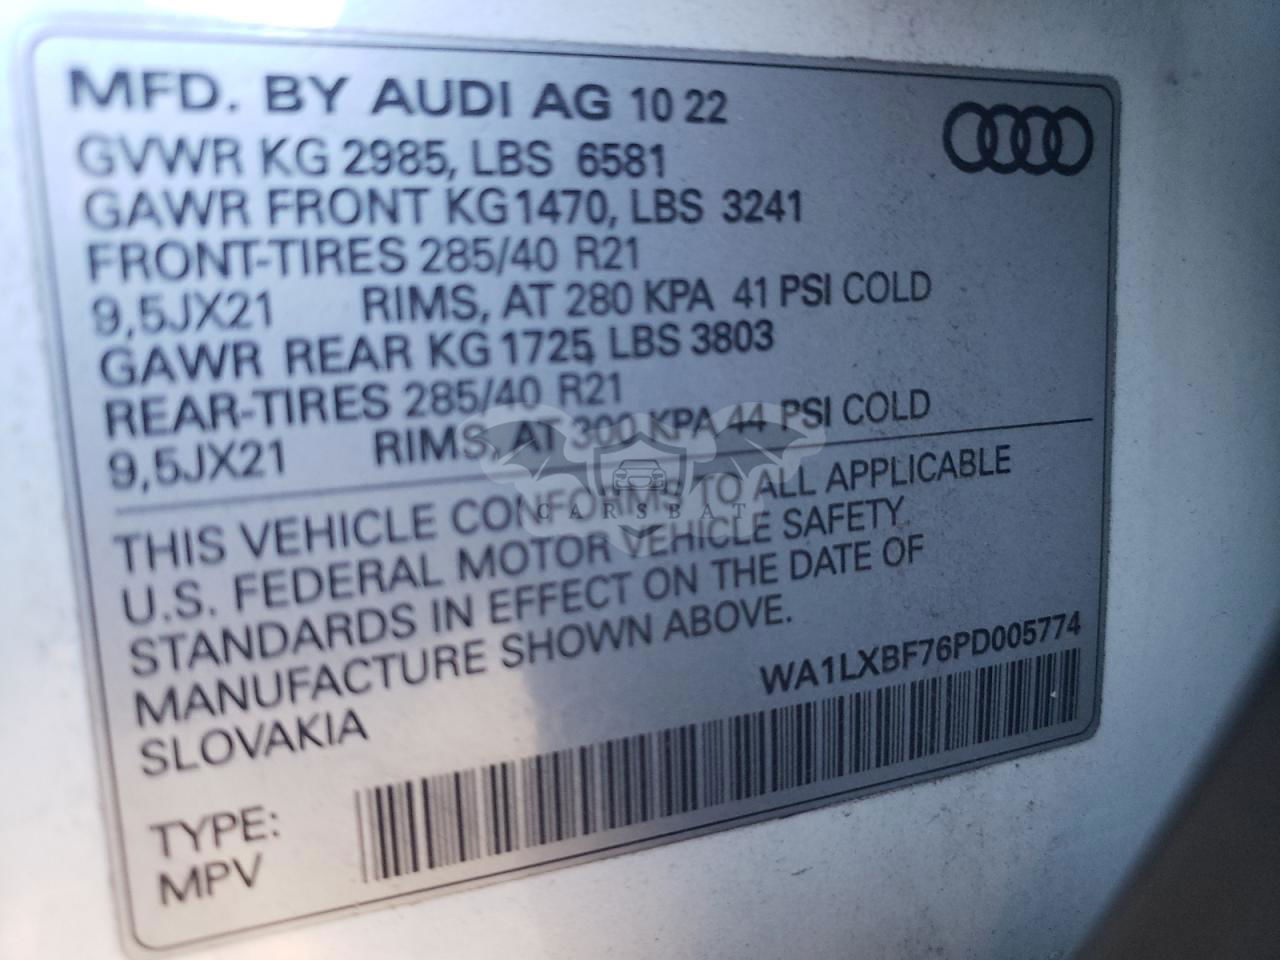 MFD. BY AUDI AG 10 22
GVWR KG 2985, LBS 6581
GAWR FRONT KG1470, LBS 3241
FRONT-TIRES 285/40 R21
9,5JX21 RIMS, AT 280 KPA 41 PSI COLD
GAWR REAR KG 1725, LBS 3803
REAR-TIRES 285/40 R21
9,5JX21 RIMS, AT 300 KPA 44 PSI COLD
THIS VEHICLE CONFORMS TO ALL APPLICABLE
U.S. FEDERAL MOTOR VEHICLE SAFETY
STANDARDS IN EFFECT ON THE DATE OF
MANUFACTURE SHOWN ABOVE.
SLOVAKIA
WA1LXBF76PD005774
TYPE:
MPV
CARSBAT